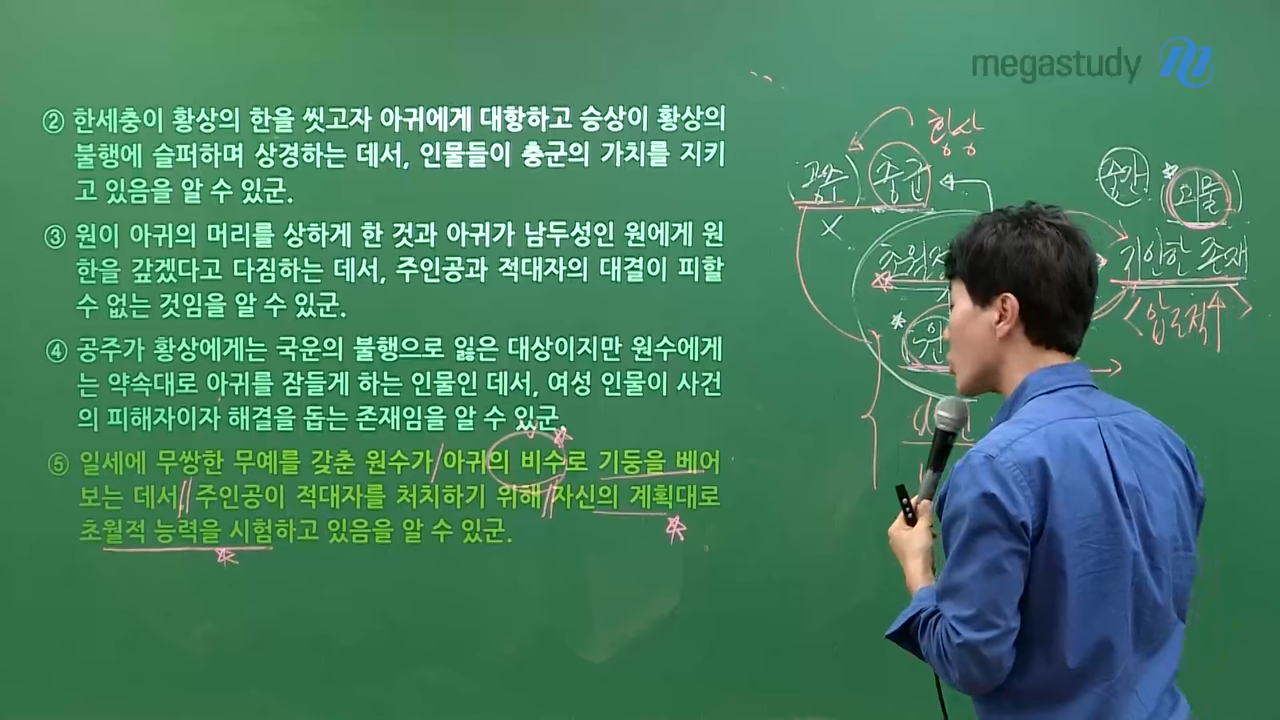 megastudy
② 한세충이 황상의 한을 씻고자 아귀에게 대항하고 승상이 황상의
불행에 슬퍼하며 상경하는 데서, 인물들이 충군의 가치를 지키
고 있음을 알 수 있군.
③ 원이 아귀의 머리를 상하게 한 것과 아귀가 남두성인 원에게 원
한을 갚겠다고 다짐하는 데서, 주인공과 적대자의 대결이 피할
수 없는 것임을 알 수 있군.
④ 공주가 황상에게는 국운의 불행으로 잃은 대상이지만 원수에게
는 약속대로 아귀를 잠들게 하는 인물인 데서, 여성 인물이 사건
의 피해자이자 해결을 돕는 존재임을 알 수 있군.
⑤ 일세에 무쌍한 무예를 갖춘 원수가 아귀의 비수로 기둥을 베어
보는 데서, 주인공이 적대자를 처치하기 위해 자신의 계획대로
초월적 능력을 시험하고 있음을 알 수 있군.
황상
(공주) 충군
X
(괴물)
기이한 존재
원